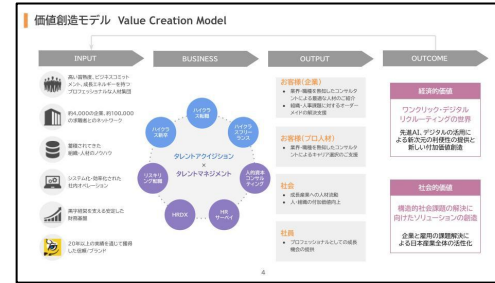 価値創造モデル Value Creation Model
INPUT
高い習熟度、ビジネスコミット
メント、成長エネルギーを持つ
プロフェッショナルな人材集団
約4,000の企業、約100,000
の求職者とのネットワーク
蓄積されてきた
組織・人材のノウハウ
システム化・効率化された
社内オペレーション
黒字経営を支える安定した
財務基盤
20年以上の実績を通じて獲得
した信頼/ブランド
BUSINESS
ハイクラ
ス転職
ハイクラ
スフリー
ランス
人的資本
コンサル
ティング
HR
サーベイ
HRDX
リスキリ
ング転職
ハイクラ
ス新卒
タレントアクイジション
×
タレントマネジメント
OUTPUT
お客様(企業)
業界・職種を熟知したコンサルタ
ントによる最適な人材のご紹介
組織・人事課題に対するオーダー
メイドの解決支援
お客様(プロ人材)
業界・職種を熟知したコンサルタ
ントによるキャリア選択のご支援
社会
成長産業への人材流動
人・組織の付加価値向上
社員
プロフェッショナルとしての成長
機会の提供
OUTCOME
経済的価値
ワンクリック・デジタル
リクルーティングの世界
先進AI、デジタルの活用に
よる新次元の利便性の提供と
新しい付加価値創造
社会的価値
構造的社会課題の解決に
向けたソリューションの創造
企業と雇用の課題解決に
よる日本産業全体の活性化
4